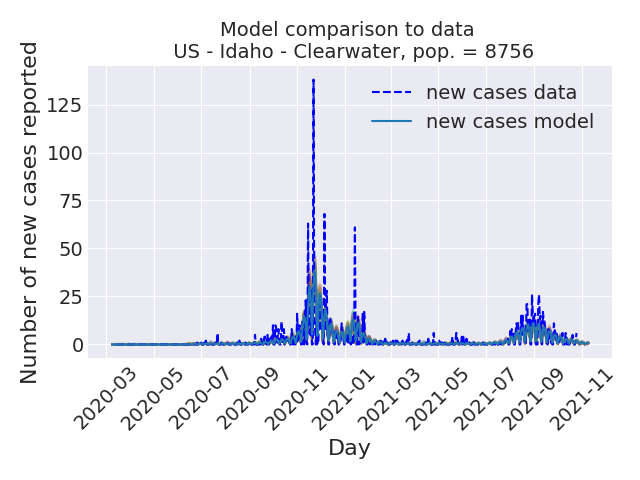 Model comparison to data
US - Idaho - Clearwater, pop. = 8756
Number of new cases reported
125
100
75
50
25
0
new cases data
new cases model
2020-03
2020-05
2020-07
2020-09
2020-11
2021-01
2021-03
2021-05
2021-07
2021-09
2021-11
Day